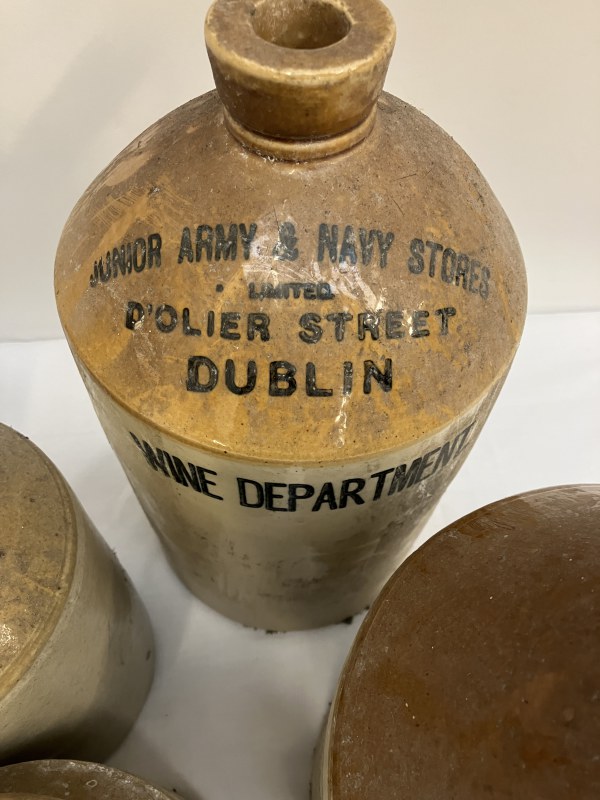 JUNIOR ARMY & NAVY STORES
LIMITED
D'OLIER STREET
DUBLIN
WINE DEPARTMENT